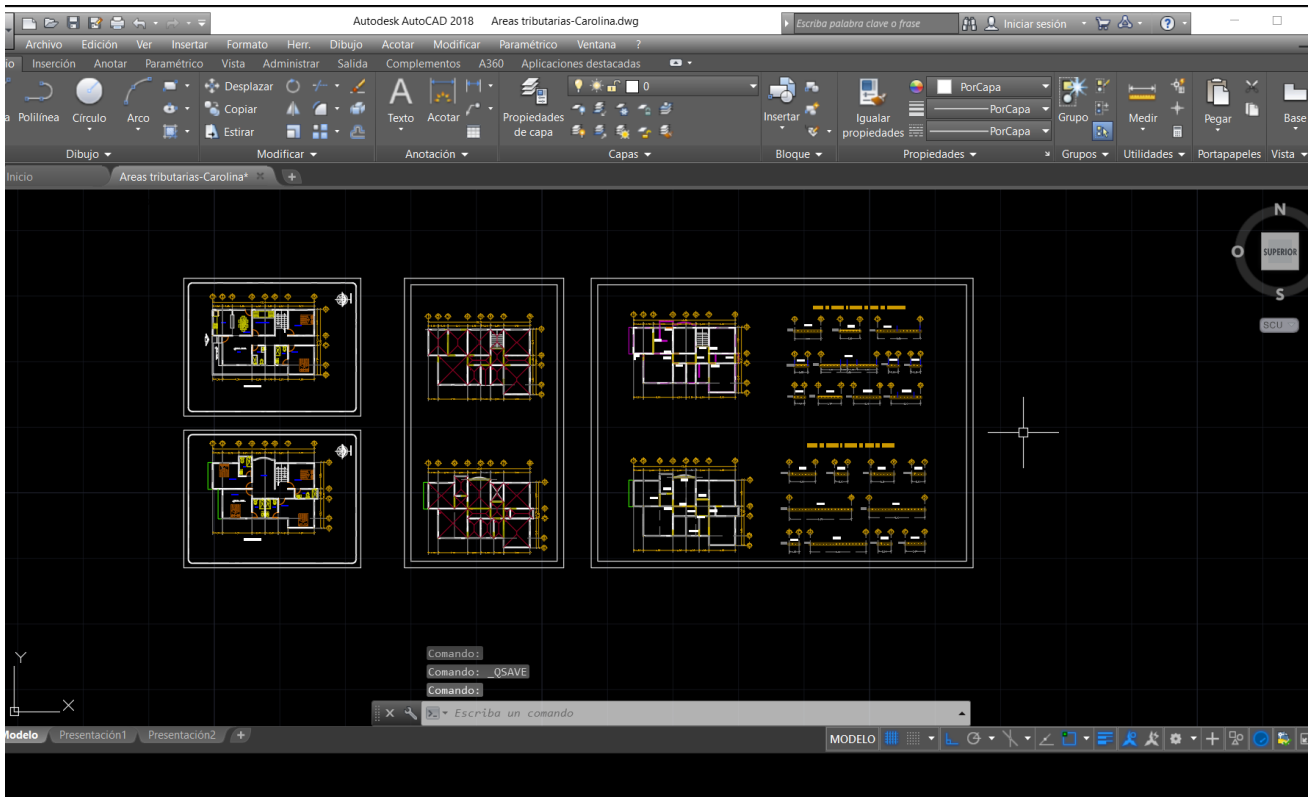 Autodesk AutoCAD 2018 Areas tributarias-Carolina.dwg Escriba palabra clave o frase Iniciar sesión ?
Archivo Edición Ver Insertar Formato Herr. Dibujo Acotar Modificar Paramétrico Ventana ?
Inserción Anotar Paramétrico Vista Administrar Salida Complementos A360 Aplicaciones destacadas
Polilínea Círculo Arco
Desplazar
Copiar
Estirar
A
Texto Acotar
Propiedades
de capa
0
Insertar
Igualar
propiedades
PorCapa
PorCapa
PorCapa
Grupo
Medir
Pegar
Base
Dibujo Modificar Anotación Capas Bloque Propiedades Grupos Utilidades Portapapeles Vista
Inicio Areas tributarias-Carolina* +
N
O SUPERIOR
S
SCU
Comando:
Comando: _QSAVE
Comando:
Escriba un comando
Y
X
Modelo Presentación1 Presentación2 +
MODELO